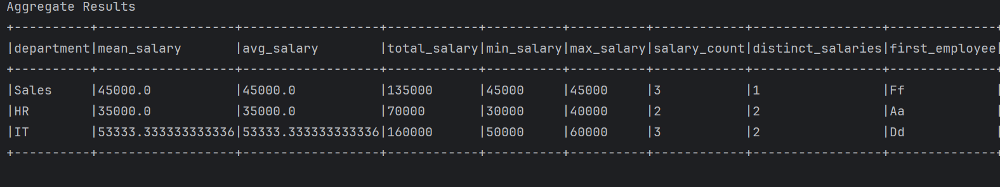 Aggregate Results
+----------+------------------+------------------+------------+----------+----------+------------+-----------------+--------------+
|department|mean_salary       |avg_salary        |total_salary|min_salary|max_salary|salary_count|distinct_salaries|first_employee|
+----------+------------------+------------------+------------+----------+----------+------------+-----------------+--------------+
|Sales     |45000.0           |45000.0           |135000      |45000     |45000     |3           |1                |Ff            |
|HR        |35000.0           |35000.0           |70000       |30000     |40000     |2           |2                |Aa            |
|IT        |53333.333333333336|53333.333333333336|160000      |50000     |60000     |3           |2                |Dd            |
+----------+------------------+------------------+------------+----------+----------+------------+-----------------+--------------+